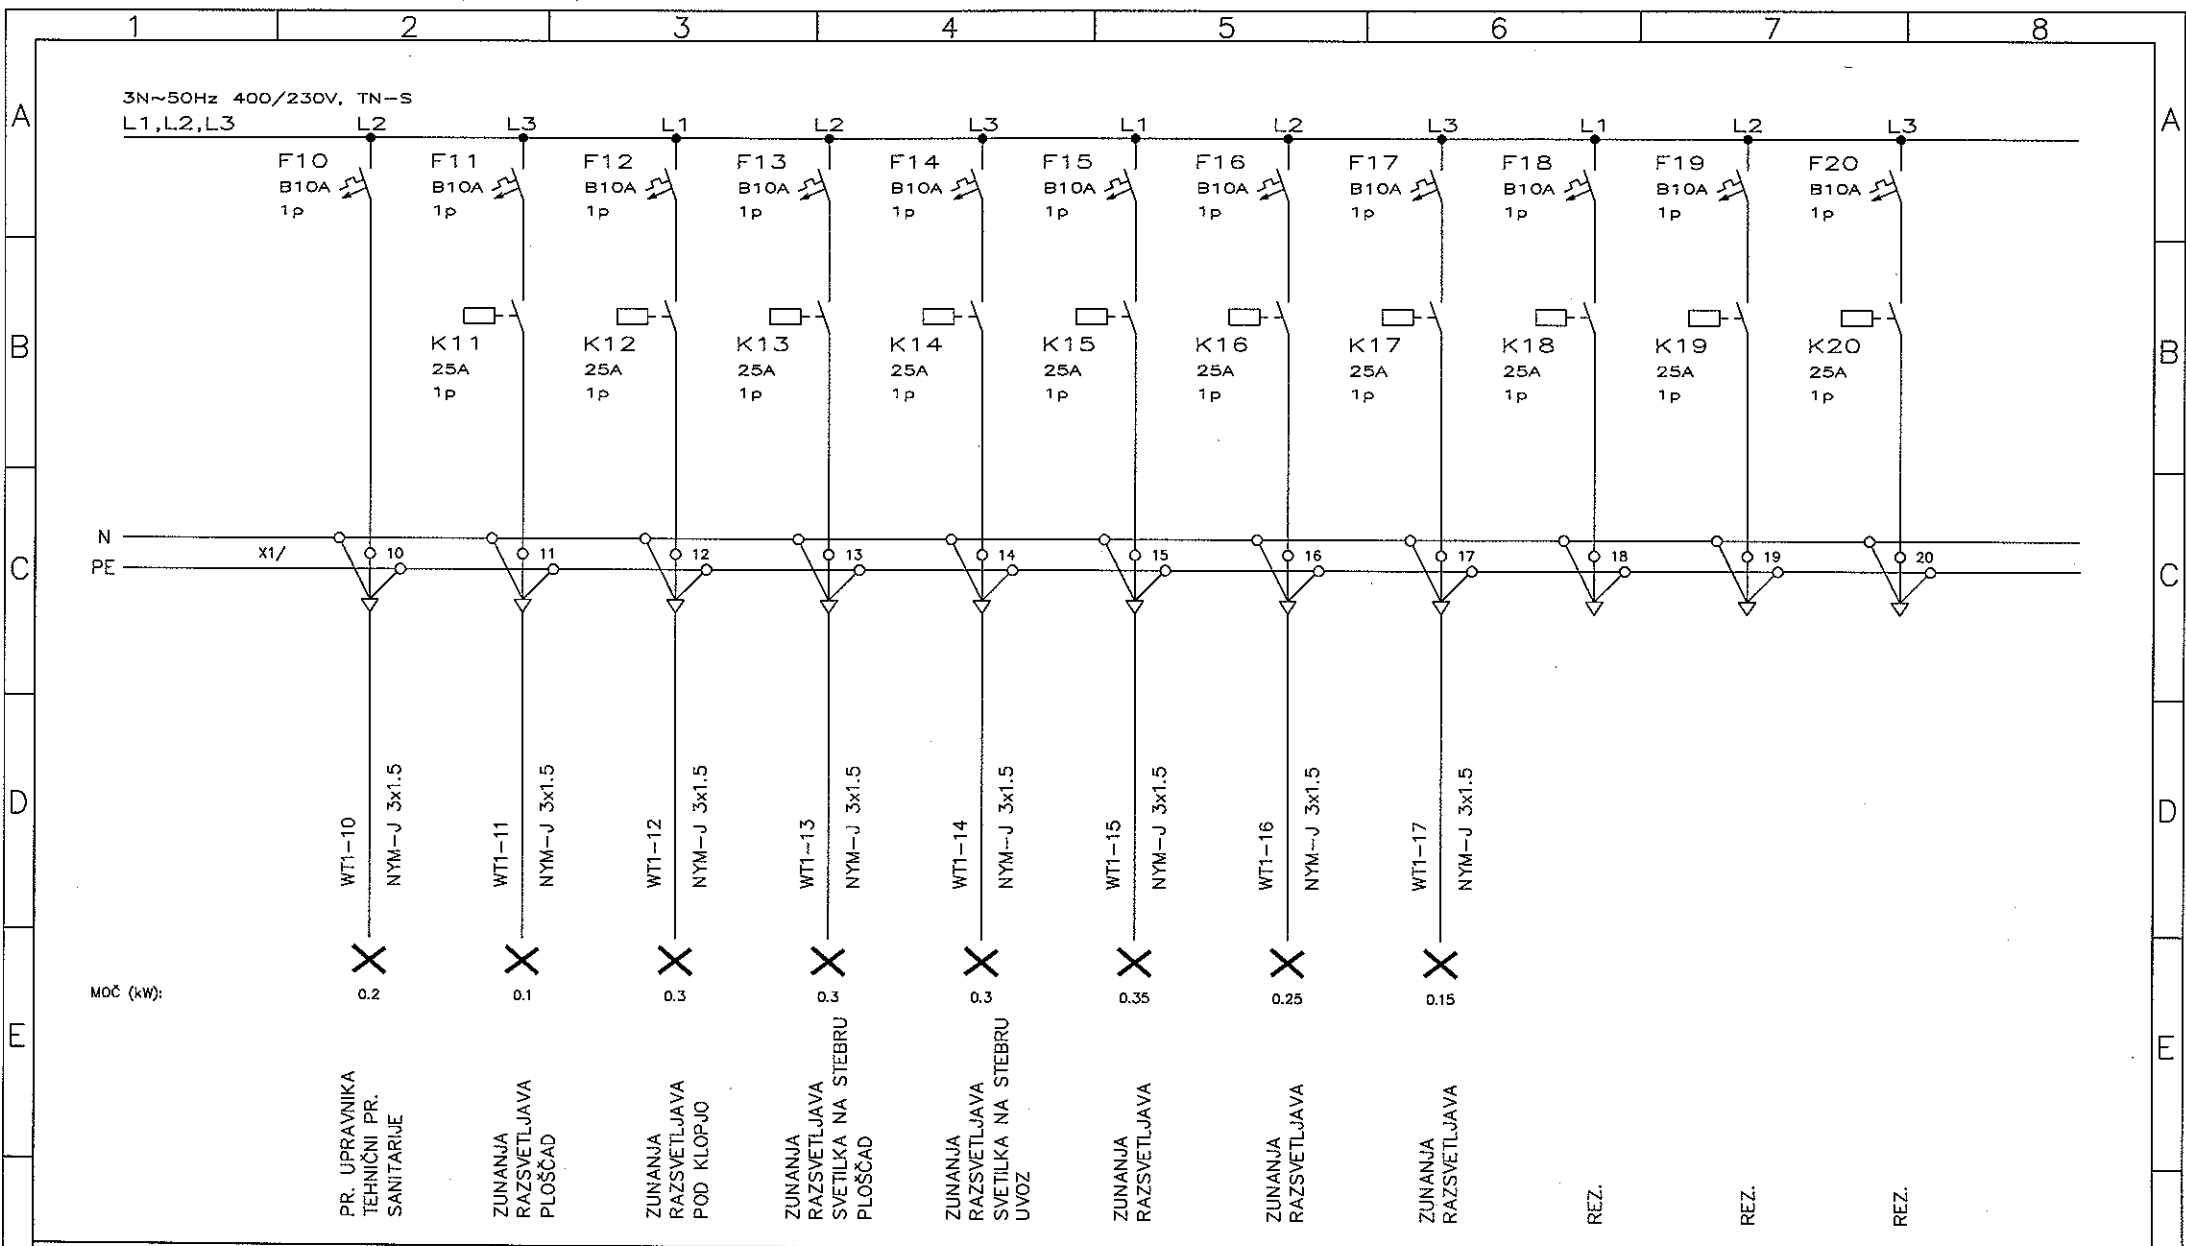 1 2 3 4 5 6 7 8
A A
3N~50Hz 400/230V, TN-S
L1,L2,L3 L2 L3 L1 L2 L3 L1 L2 L3 L1 L2 L3
F10 F11 F12 F13 F14 F15 F16 F17 F18 F19 F20
B10A B10A B10A B10A B10A B10A B10A B10A B10A B10A B10A
1p 1p 1p 1p 1p 1p 1p 1p 1p 1p 1p
B B
K11 K12 K13 K14 K15 K16 K17 K18 K19 K20
25A 25A 25A 25A 25A 25A 25A 25A 25A 25A
1p 1p 1p 1p 1p 1p 1p 1p 1p 1p
N
X1/ 10 11 12 13 14 15 16 17 18 19 20
PE
C C
D D
WT1-10
NYM-J 3x1.5
WT1-11
NYM-J 3x1.5
WT1-12
NYM-J 3x1.5
WT1-13
NYM-J 3x1.5
WT1-14
NYM-J 3x1.5
WT1-15
NYM-J 3x1.5
WT1-16
NYM-J 3x1.5
WT1-17
NYM-J 3x1.5
MOČ (kW): 0.2 0.1 0.3 0.3 0.3 0.35 0.25 0.15
E E
PR. UPRAVNIKA
TEHNIČNI PR.
SANITARIJE
ZUNANJA
RAZSVETLJAVA
PLOŠČAD
ZUNANJA
RAZSVETLJAVA
POD KLOPJO
ZUNANJA
RAZSVETLJAVA
SVETILKA NA STEBRU
PLOŠČAD
ZUNANJA
RAZSVETLJAVA
SVETILKA NA STEBRU
UVOZ
ZUNANJA
RAZSVETLJAVA
ZUNANJA
RAZSVETLJAVA
ZUNANJA
RAZSVETLJAVA
REZ.
REZ.
REZ.